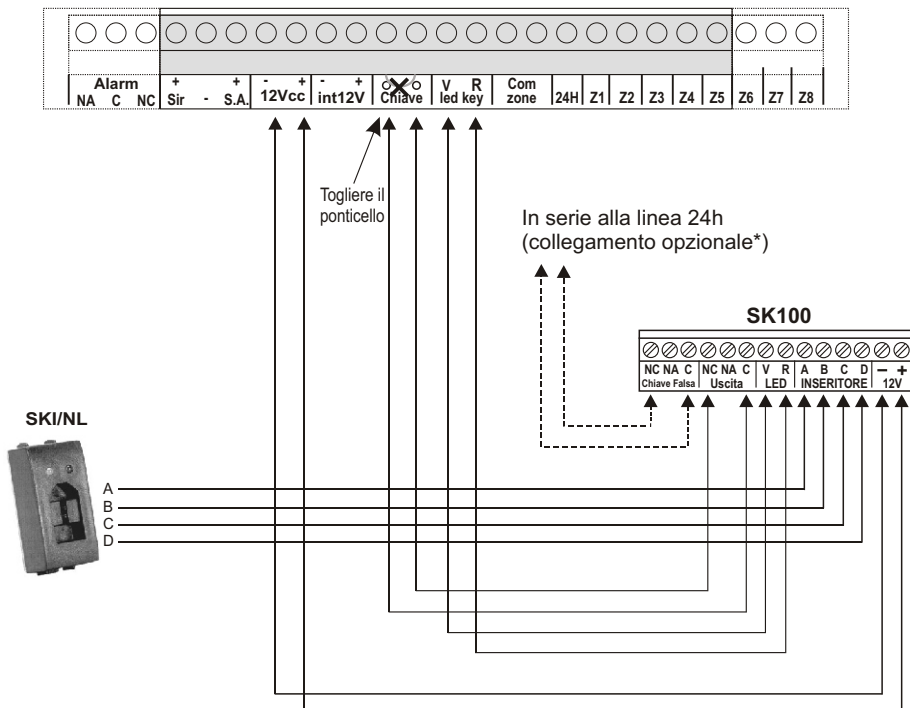 Alarm
NA C NC
+ + - + - +
Sir - S.A. 12Vcc int12V Chiave V R Com
led key zone 24H Z1 Z2 Z3 Z4 Z5 Z6 Z7 Z8
Togliere il
ponticello
In serie alla linea 24h
(collegamento opzionale*)
SK100
NC NA C NC NA C V R A B C D - +
Chiave Falsa Uscita LED INSERITORE 12V
SKI/NL
A
B
C
D